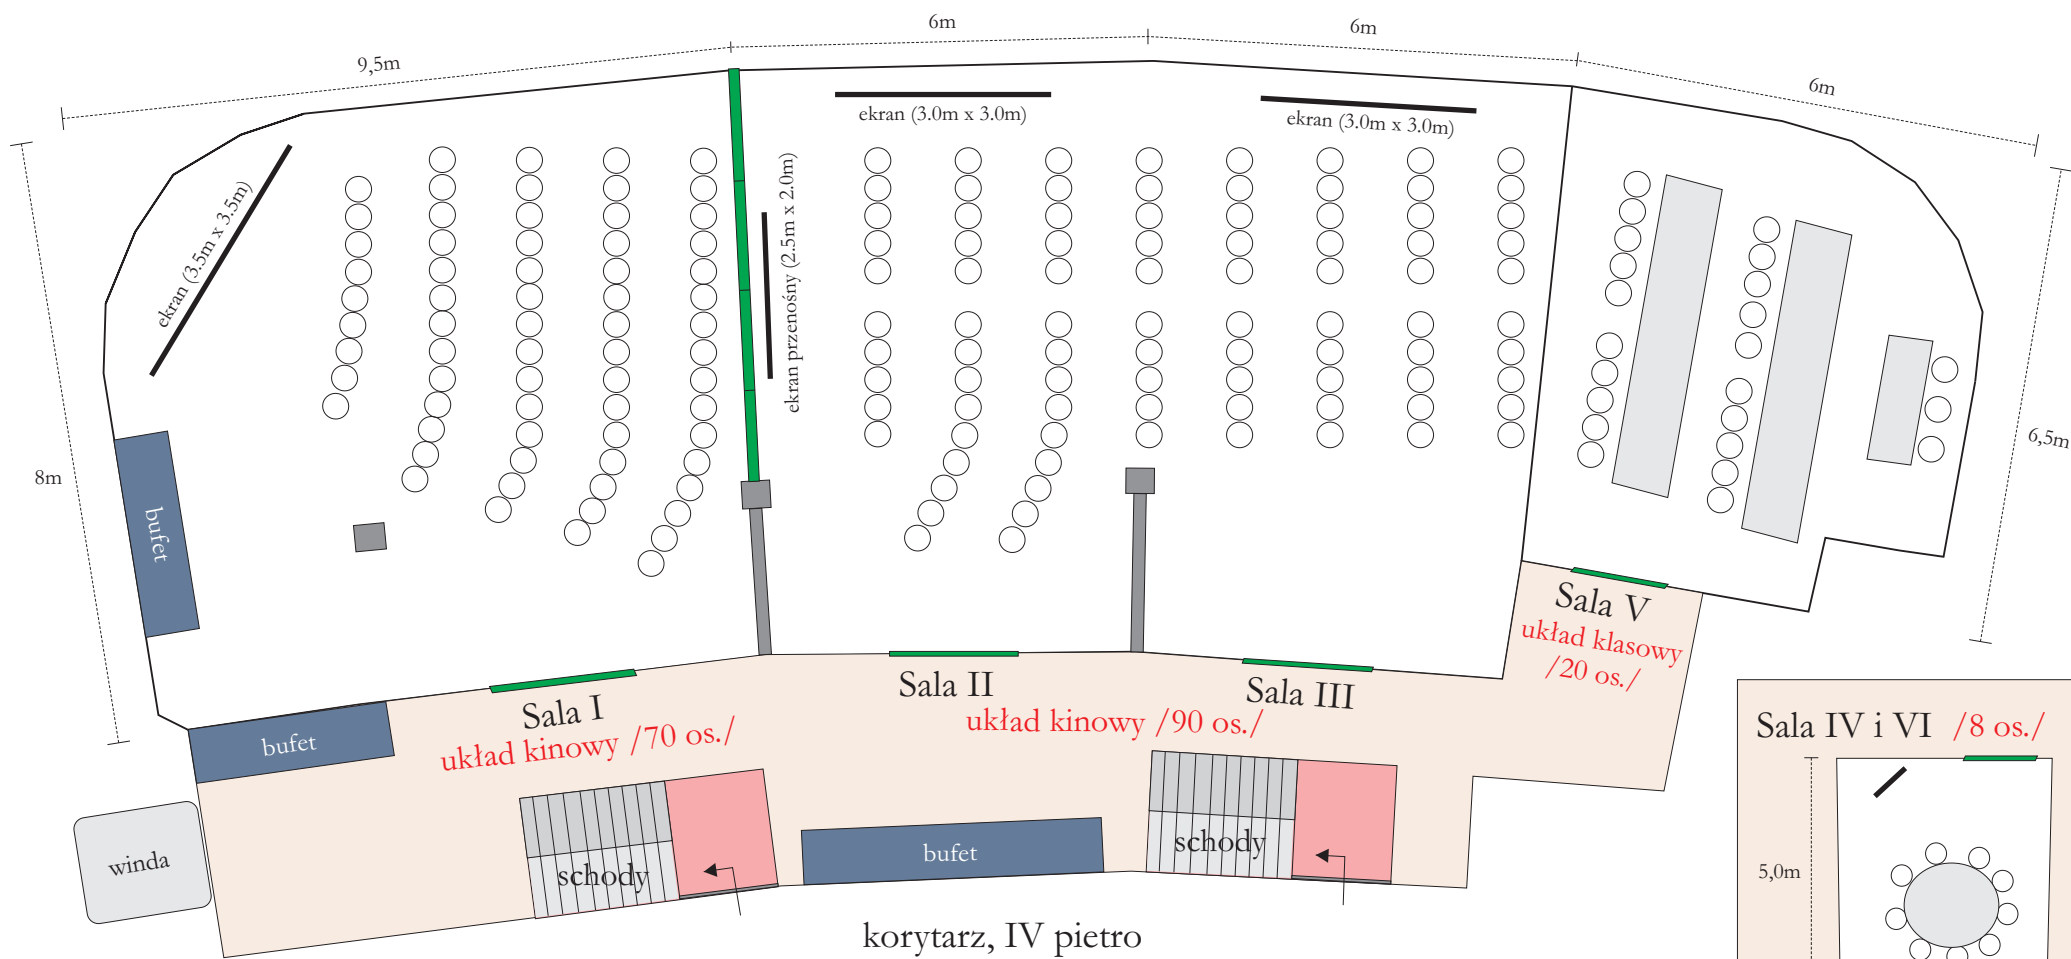 6m
6m
9,5m
6m
ekran (3.0m x 3.0m)
ekran (3.0m x 3.0m)
ekran (3.5m x 3.5m)
ekran przenośny (2.5m x 2.0m)
8m
6,5m
bufet
Sala V
układ klasowy
/20 os./
Sala I
układ kinowy /70 os./
Sala II
Sala III
układ kinowy /90 os./
bufet
Sala IV i VI /8 os./
winda
schody
bufet
schody
5,0m
korytarz, IV pietro